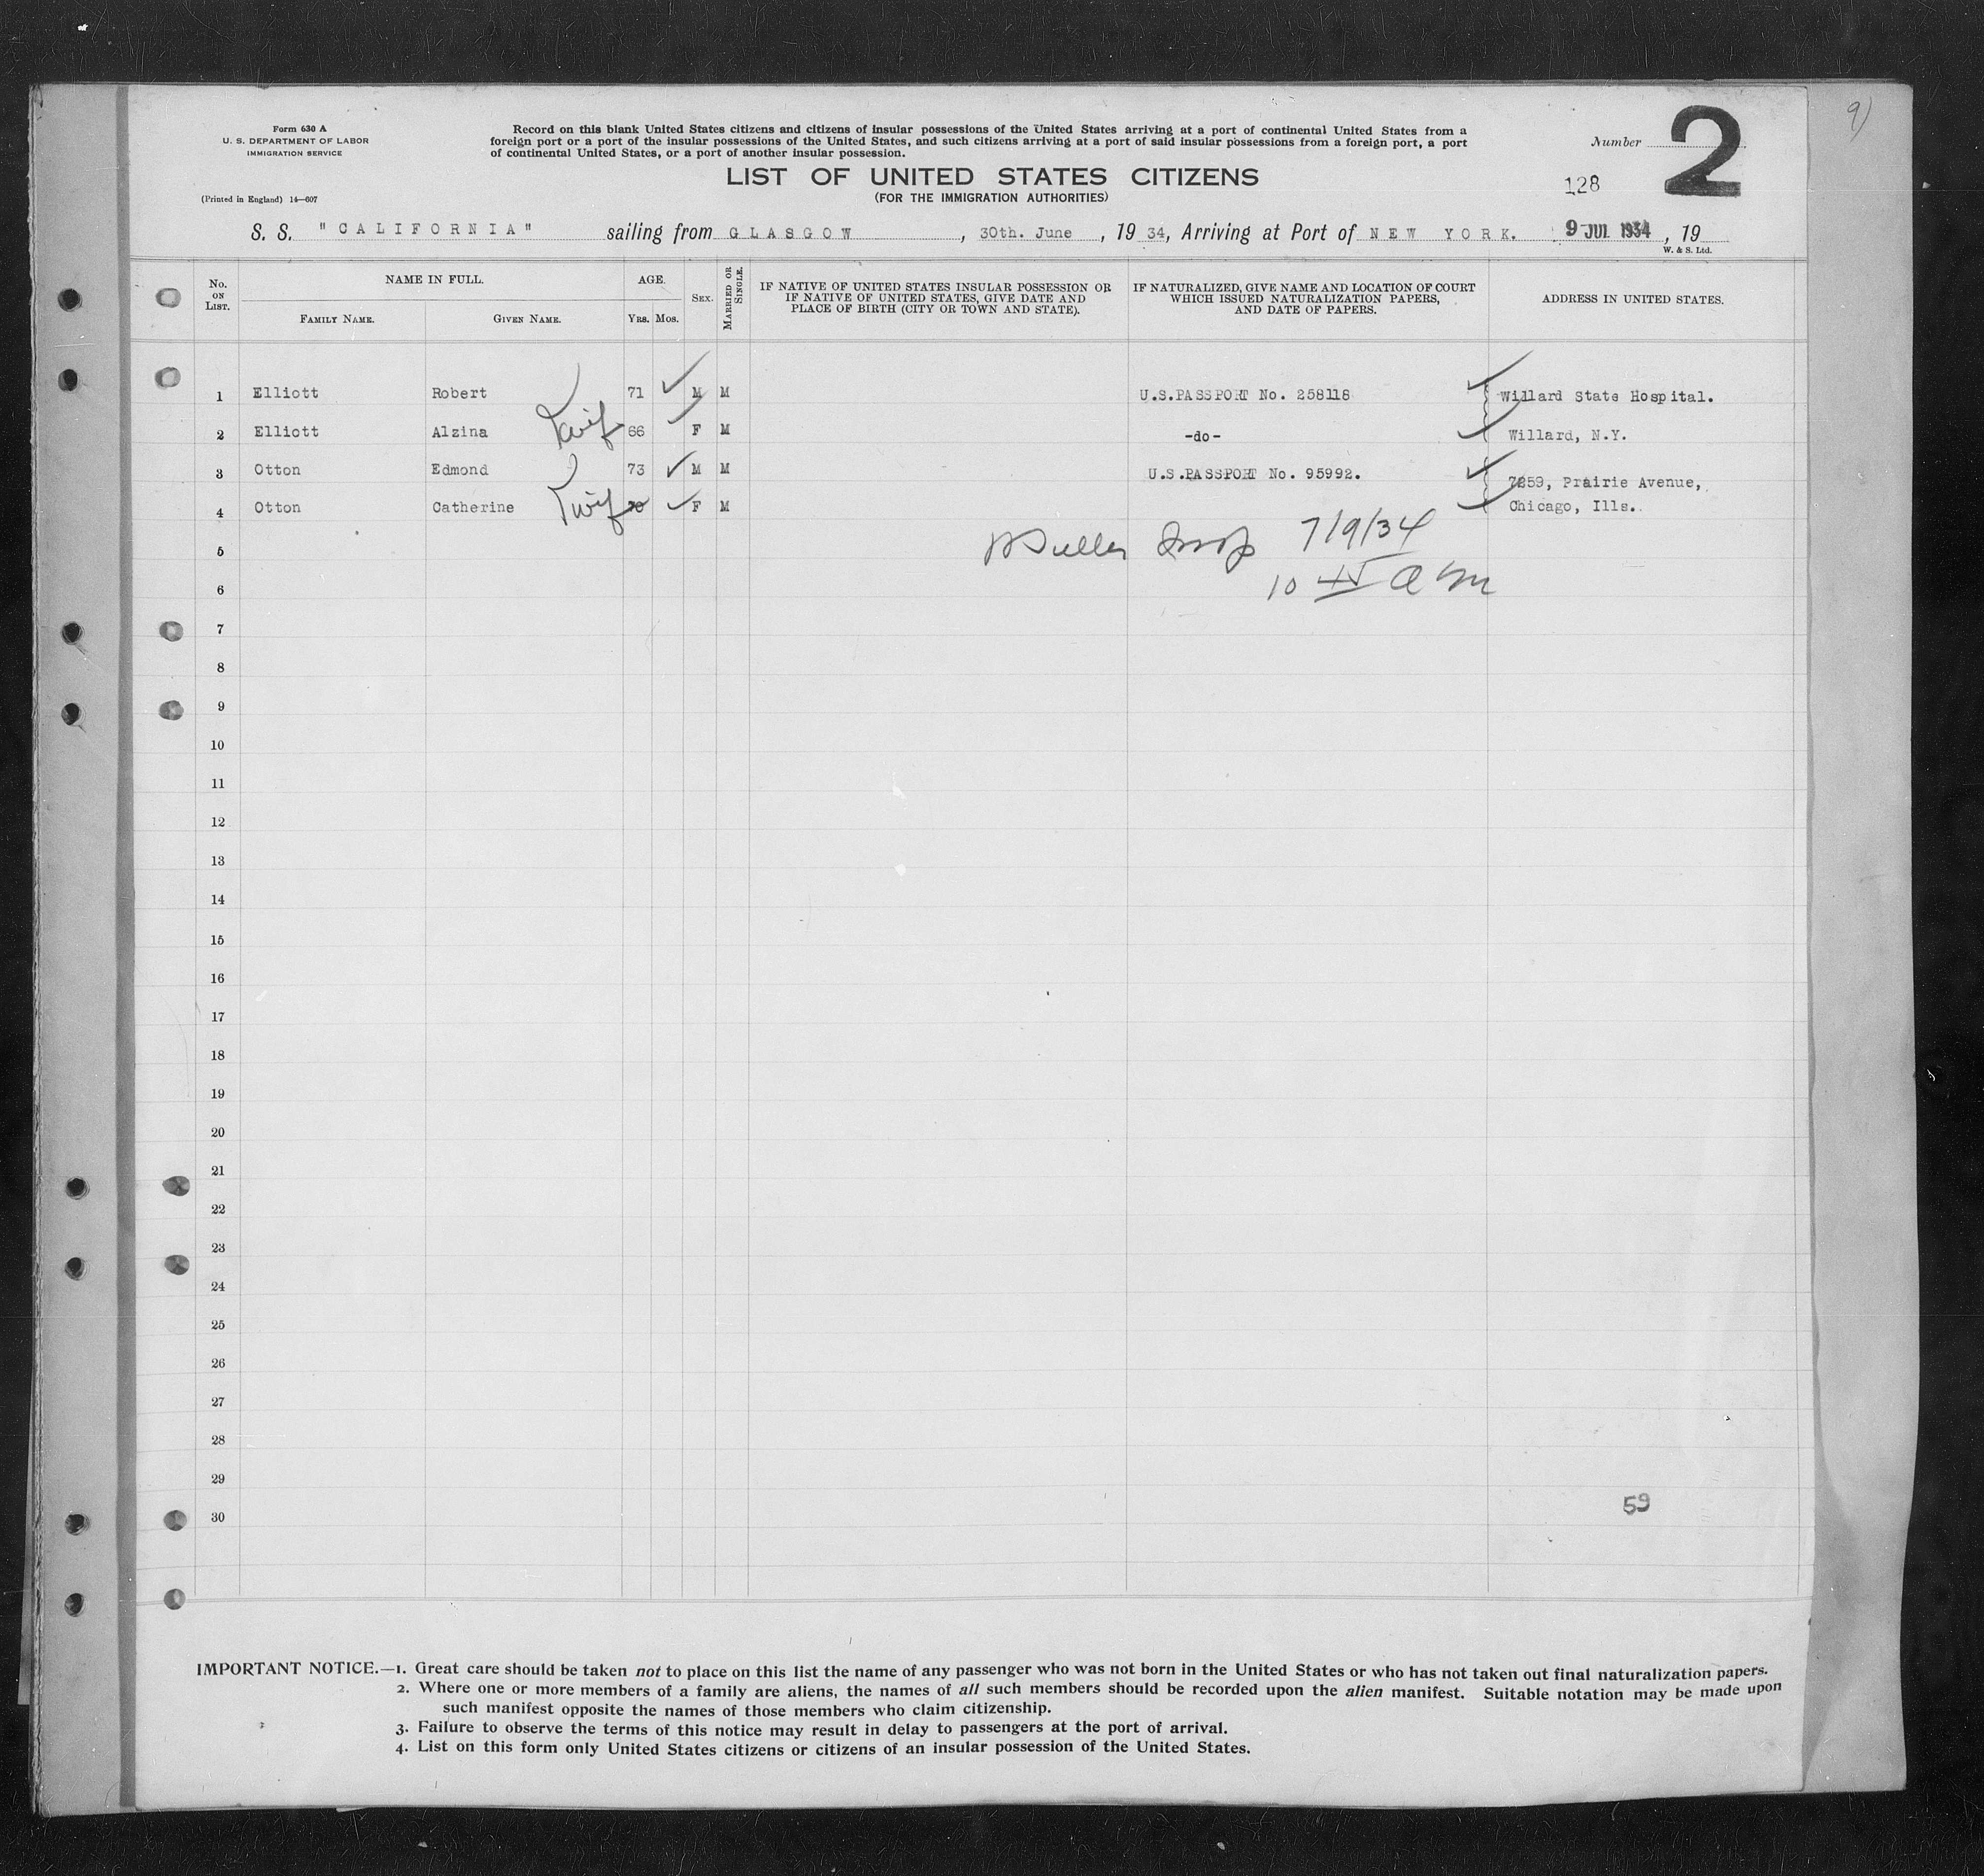 9)
Form 630 A
U. S. DEPARTMENT OF LABOR
IMMIGRATION SERVICE
(Printed in England) 14—607
Record on this blank United States citizens and citizens of insular possessions of the United States arriving at a port of continental United States from a
foreign port or a port of the insular possessions of the United States, and such citizens arriving at a port of said insular possessions from a foreign port, a port
of continental United States, or a port of another insular possession.
Number 2
LIST OF UNITED STATES CITIZENS
(FOR THE IMMIGRATION AUTHORITIES)
128
S. S. "CALIFORNIA" sailing from GLASGOW, 30th. June, 19 34, Arriving at Port of NEW YORK. 9 JUL 1934, 19
W. & S. Ltd.
No. ON LIST. NAME IN FULL. FAMILY NAME. GIVEN NAME. AGE. YRS. MOS. SEX. MARRIED OR SINGLE. IF NATIVE OF UNITED STATES INSULAR POSSESSION OR IF NATIVE OF UNITED STATES, GIVE DATE AND PLACE OF BIRTH (CITY OR TOWN AND STATE). IF NATURALIZED, GIVE NAME AND LOCATION OF COURT WHICH ISSUED NATURALIZATION PAPERS, AND DATE OF PAPERS. ADDRESS IN UNITED STATES.
1 Elliott Robert 71 M M U.S.PASSPORT No. 258118 Willard State Hospital.
2 Elliott Alzina wife 66 F M -do- Willard, N.Y.
3 Otton Edmond 73 M M U.S.PASSPORT No. 95992. 7259, Prairie Avenue,
4 Otton Catherine wife F M Chicago, Ills.
5 Insp 7/9/34
6 10 am
7
8
9
10
11
12
13
14
15
16
17
18
19
20
21
22
23
24
25
26
27
28
29
30
59
IMPORTANT NOTICE.—1. Great care should be taken not to place on this list the name of any passenger who was not born in the United States or who has not taken out final naturalization papers.
2. Where one or more members of a family are aliens, the names of all such members should be recorded upon the alien manifest. Suitable notation may be made upon
such manifest opposite the names of those members who claim citizenship.
3. Failure to observe the terms of this notice may result in delay to passengers at the port of arrival.
4. List on this form only United States citizens or citizens of an insular possession of the United States.